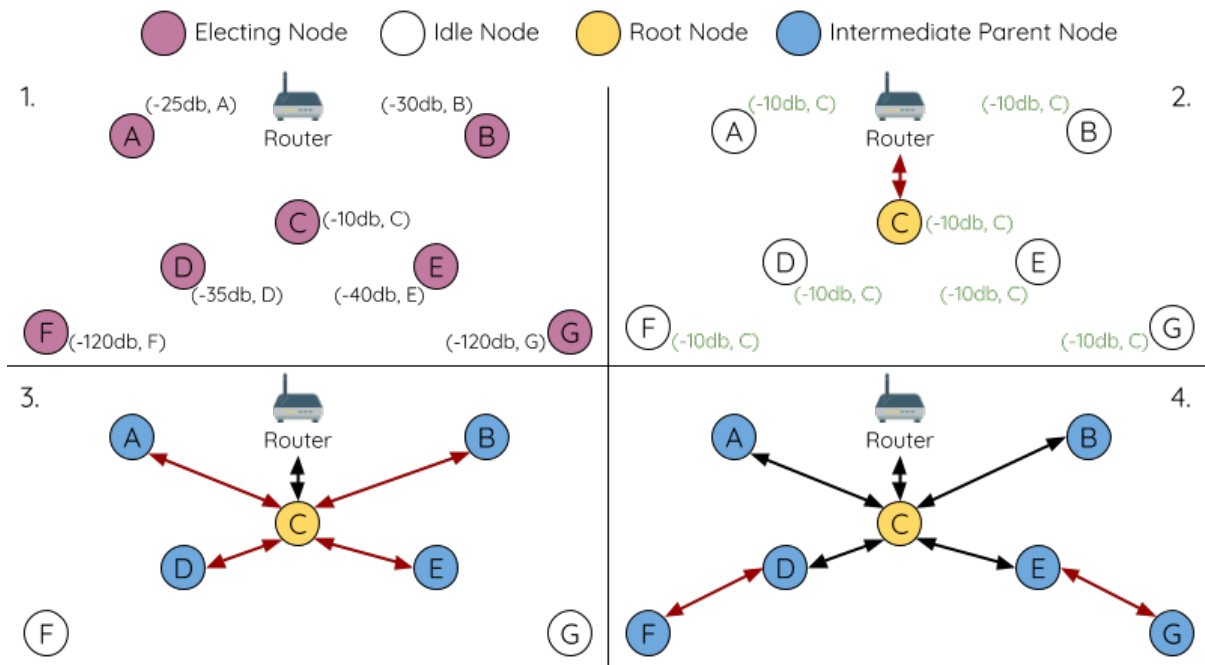 Electing Node Idle Node Root Node Intermediate Parent Node
1.
(-25db, A) (-30db, B)
A Router B
C (-10db, C)
D E
(-35db, D) (-40db, E)
F (-120db, F) (-120db, G) G
2.
(-10db, C) (-10db, C)
A Router B
C (-10db, C)
D E
(-10db, C) (-10db, C)
F (-10db, C) (-10db, C) G
3.
A Router B
C
D E
F G
4.
A Router B
C
D E
F G